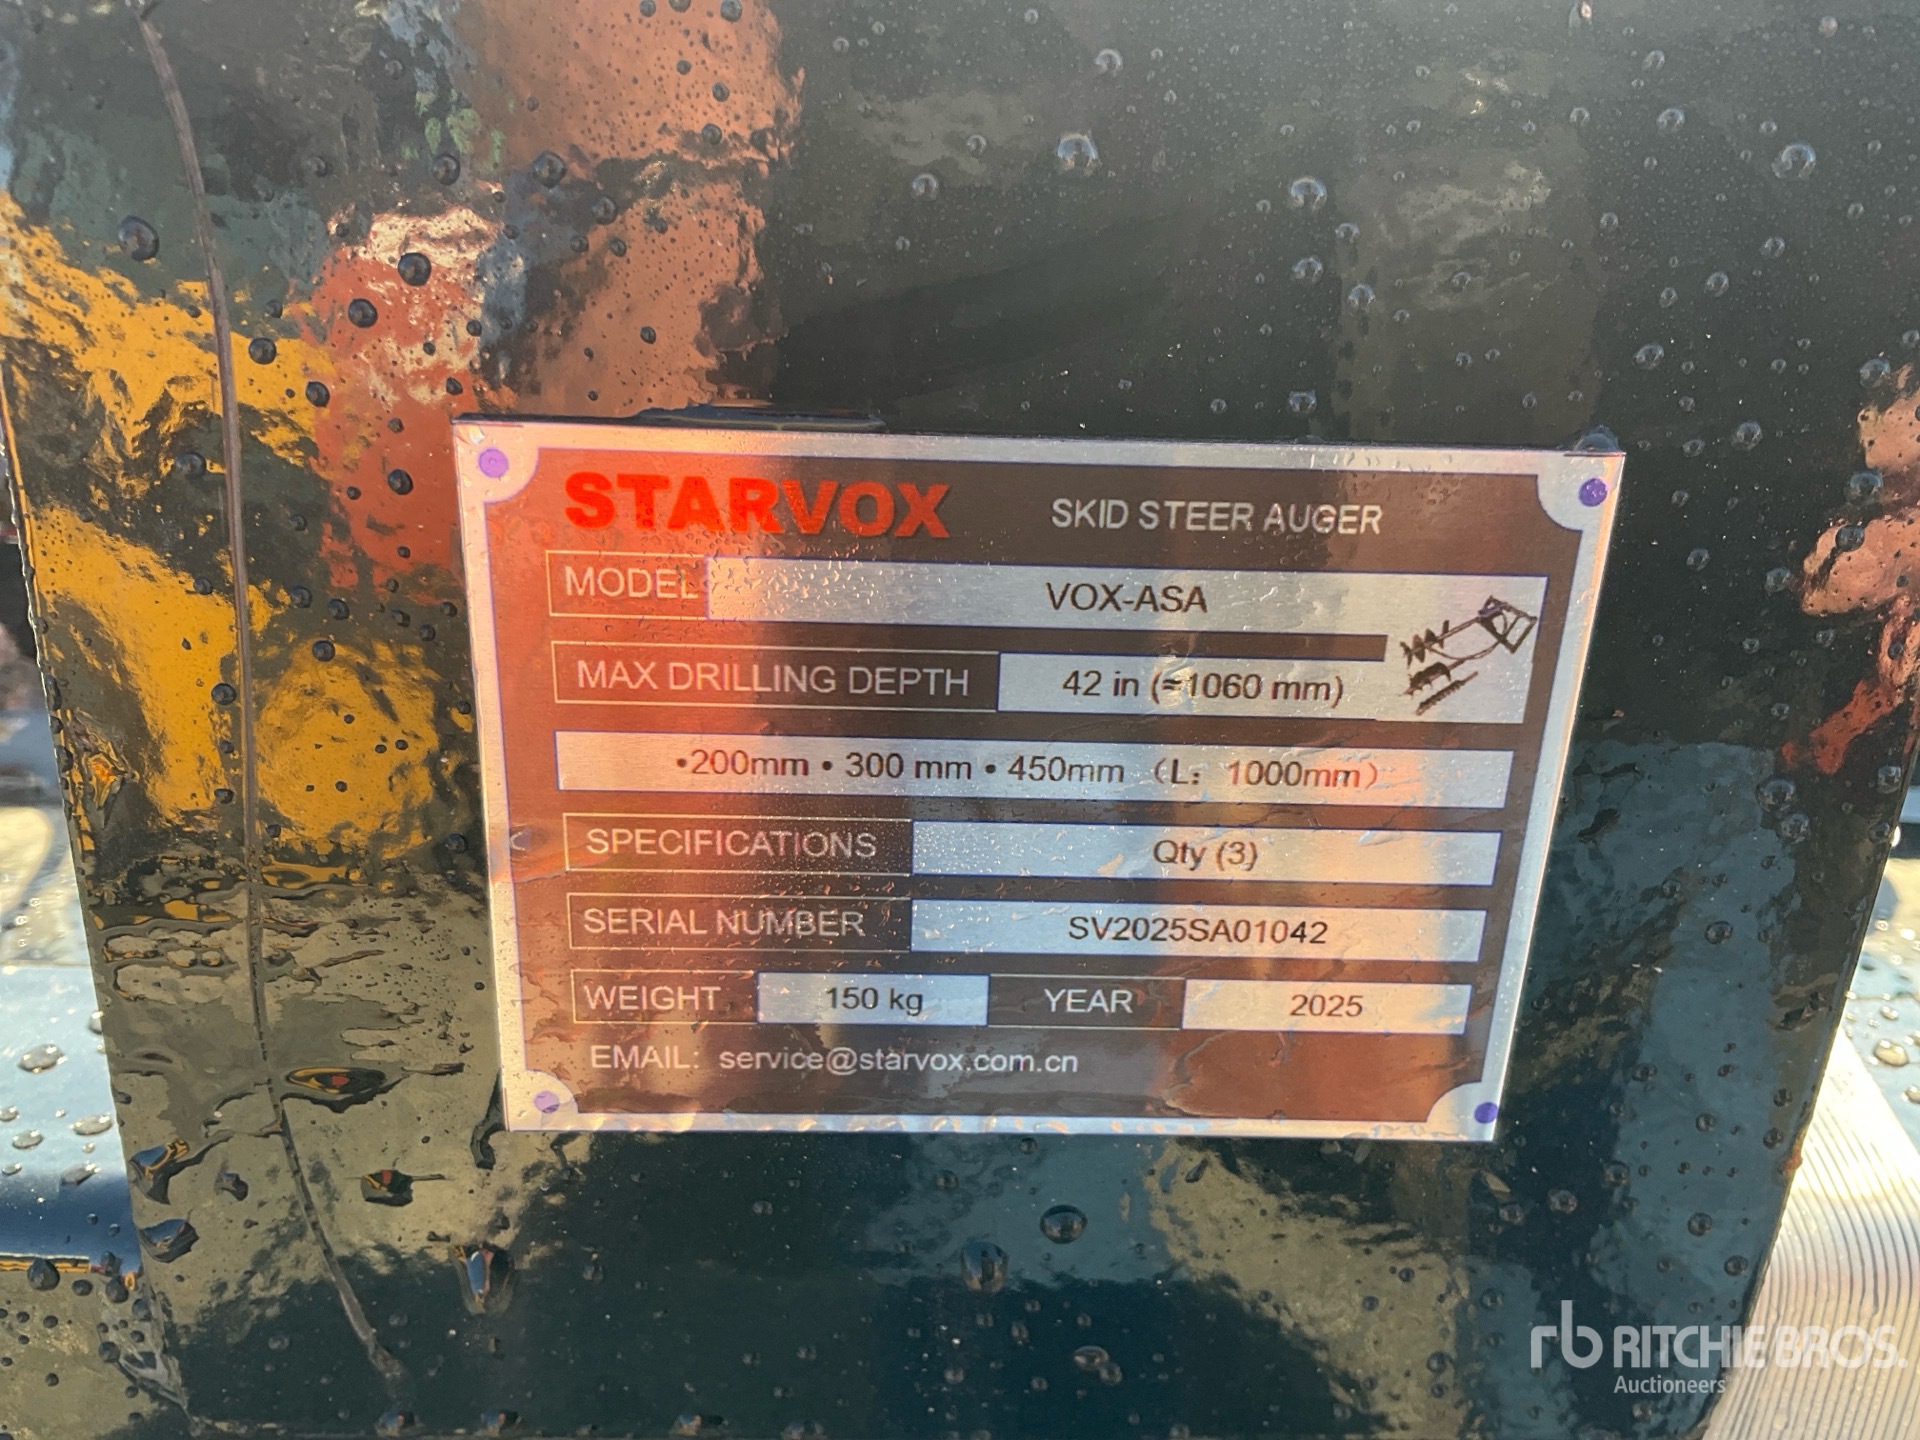 STARVOX SKID STEER AUGER
MODEL VOX-ASA
MAX DRILLING DEPTH 42 in (≈1060 mm)
•200mm • 300 mm • 450mm (L: 1000mm)
SPECIFICATIONS Qty (3)
SERIAL NUMBER SV2025SA01042
WEIGHT 150 kg YEAR 2025
EMAIL: service@starvox.com.cn
rb RITCHIE BROS.
Auctioneers